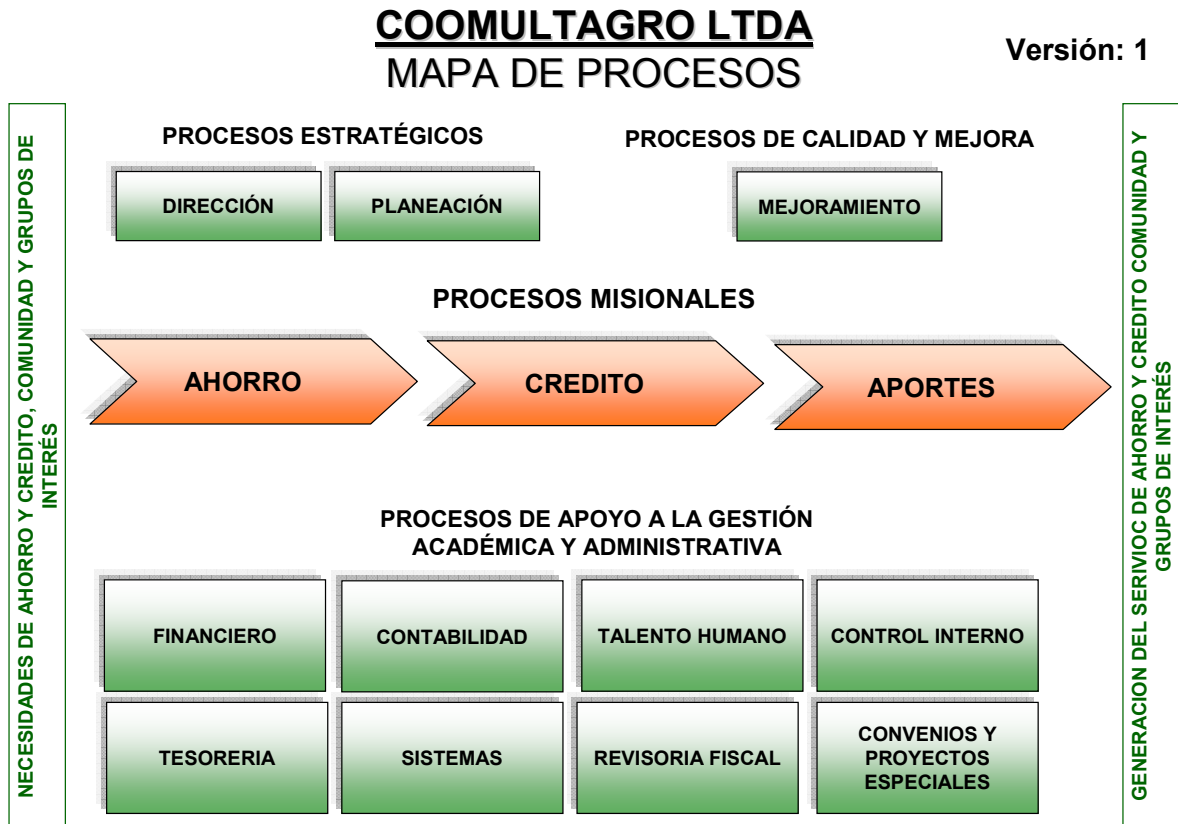 COOMULTAGRO LTDA
MAPA DE PROCESOS
Versión: 1
NECESIDADES DE AHORRO Y CREDITO, COMUNIDAD Y GRUPOS DE
INTERÉS
PROCESOS ESTRATÉGICOS
DIRECCIÓN
PLANEACIÓN
PROCESOS DE CALIDAD Y MEJORA
MEJORAMIENTO
PROCESOS MISIONALES
AHORRO
CREDITO
APORTES
PROCESOS DE APOYO A LA GESTIÓN
ACADÉMICA Y ADMINISTRATIVA
FINANCIERO
CONTABILIDAD
TALENTO HUMANO
CONTROL INTERNO
TESORERIA
SISTEMAS
REVISORIA FISCAL
CONVENIOS Y
PROYECTOS
ESPECIALES
GENERACION DEL SERIVIOC DE AHORRO Y CREDITO COMUNIDAD Y
GRUPOS DE INTERÉS